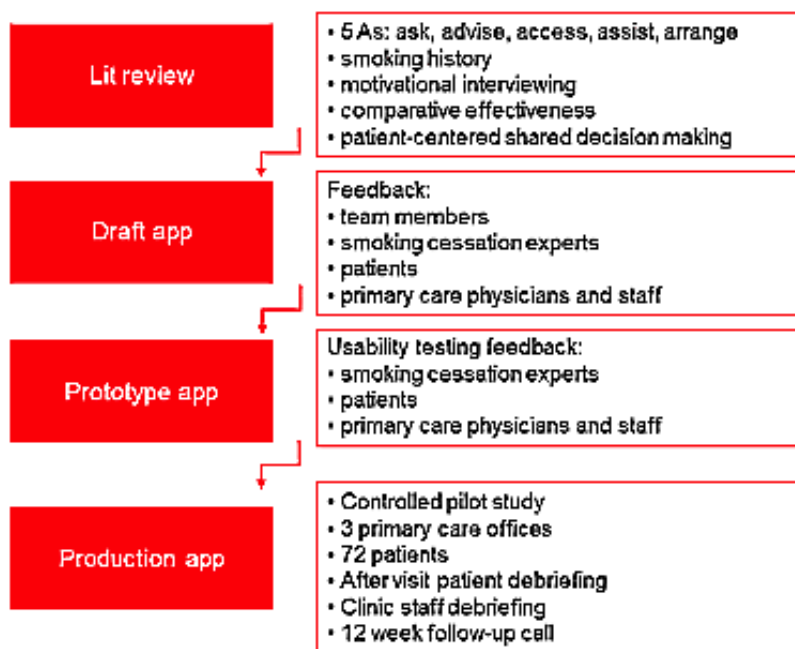 Lit review
• 5 As: ask, advise, access, assist, arrange
• smoking history
• motivational interviewing
• comparative effectiveness
• patient-centered shared decision making
Draft app
Feedback:
• team members
• smoking cessation experts
• patients
• primary care physicians and staff
Prototype app
Usability testing feedback:
• smoking cessation experts
• patients
• primary care physicians and staff
Production app
• Controlled pilot study
• 3 primary care offices
• 72 patients
• After visit patient debriefing
• Clinic staff debriefing
• 12 week follow-up call